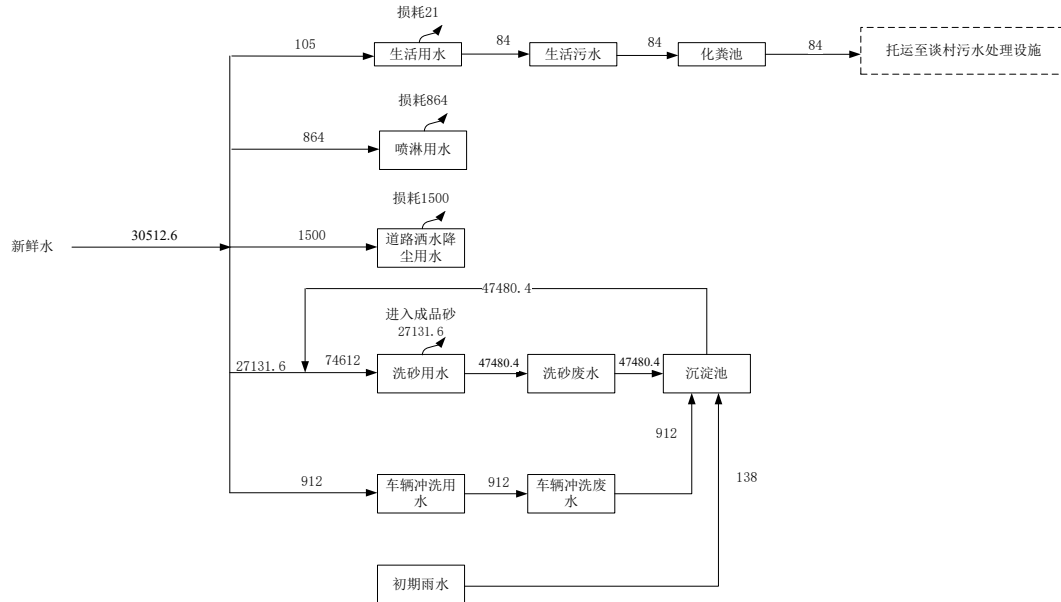 损耗21
105
生活用水
84
生活污水
84
化粪池
84
托运至谈村污水处理设施
损耗864
864
喷淋用水
损耗1500
新鲜水
30512.6
1500
道路洒水降
尘用水
47480.4
进入成品砂
27131.6
27131.6
74612
洗砂用水
47480.4
洗砂废水
47480.4
沉淀池
912
912
车辆冲洗用
水
912
车辆冲洗废
水
138
初期雨水